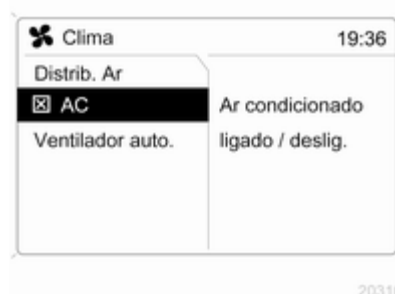 Clima 19:36
Distrib. Ar
AC Ar condicionado
Ventilador auto. ligado / deslig.